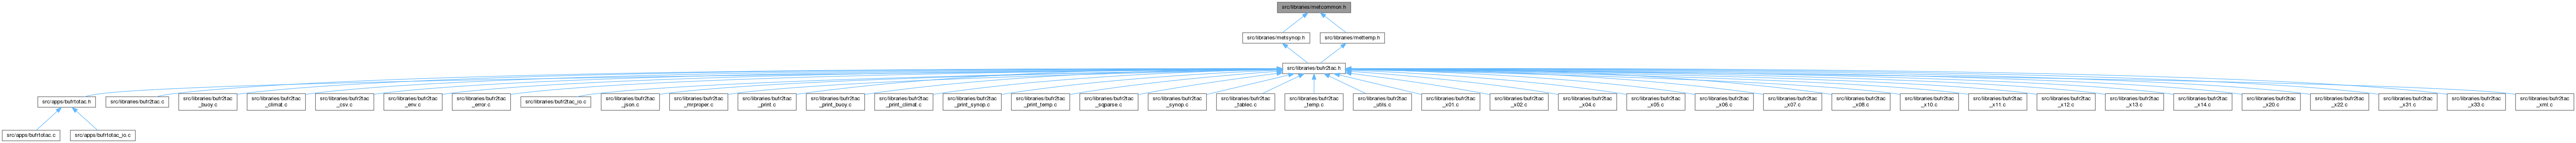 src/libraries/metcommon.h
src/libraries/metsynop.h
src/libraries/mettemp.h
src/libraries/bufr2tac.h
src/apps/bufrtotac.h
src/libraries/bufr2tac.c
src/libraries/bufr2tac
_buoy.c
src/libraries/bufr2tac
_climat.c
src/libraries/bufr2tac
_csv.c
src/libraries/bufr2tac
_env.c
src/libraries/bufr2tac
_error.c
src/libraries/bufr2tac_io.c
src/libraries/bufr2tac
_json.c
src/libraries/bufr2tac
_mrproper.c
src/libraries/bufr2tac
_print.c
src/libraries/bufr2tac
_print_buoy.c
src/libraries/bufr2tac
_print_climat.c
src/libraries/bufr2tac
_print_synop.c
src/libraries/bufr2tac
_print_temp.c
src/libraries/bufr2tac
_sqparse.c
src/libraries/bufr2tac
_synop.c
src/libraries/bufr2tac
_tablec.c
src/libraries/bufr2tac
_temp.c
src/libraries/bufr2tac
_utils.c
src/libraries/bufr2tac
_x01.c
src/libraries/bufr2tac
_x02.c
src/libraries/bufr2tac
_x04.c
src/libraries/bufr2tac
_x05.c
src/libraries/bufr2tac
_x06.c
src/libraries/bufr2tac
_x07.c
src/libraries/bufr2tac
_x08.c
src/libraries/bufr2tac
_x10.c
src/libraries/bufr2tac
_x11.c
src/libraries/bufr2tac
_x12.c
src/libraries/bufr2tac
_x13.c
src/libraries/bufr2tac
_x14.c
src/libraries/bufr2tac
_x20.c
src/libraries/bufr2tac
_x22.c
src/libraries/bufr2tac
_x31.c
src/libraries/bufr2tac
_x33.c
src/libraries/bufr2tac
_xml.c
src/apps/bufrtotac.c
src/apps/bufrtotac_io.c